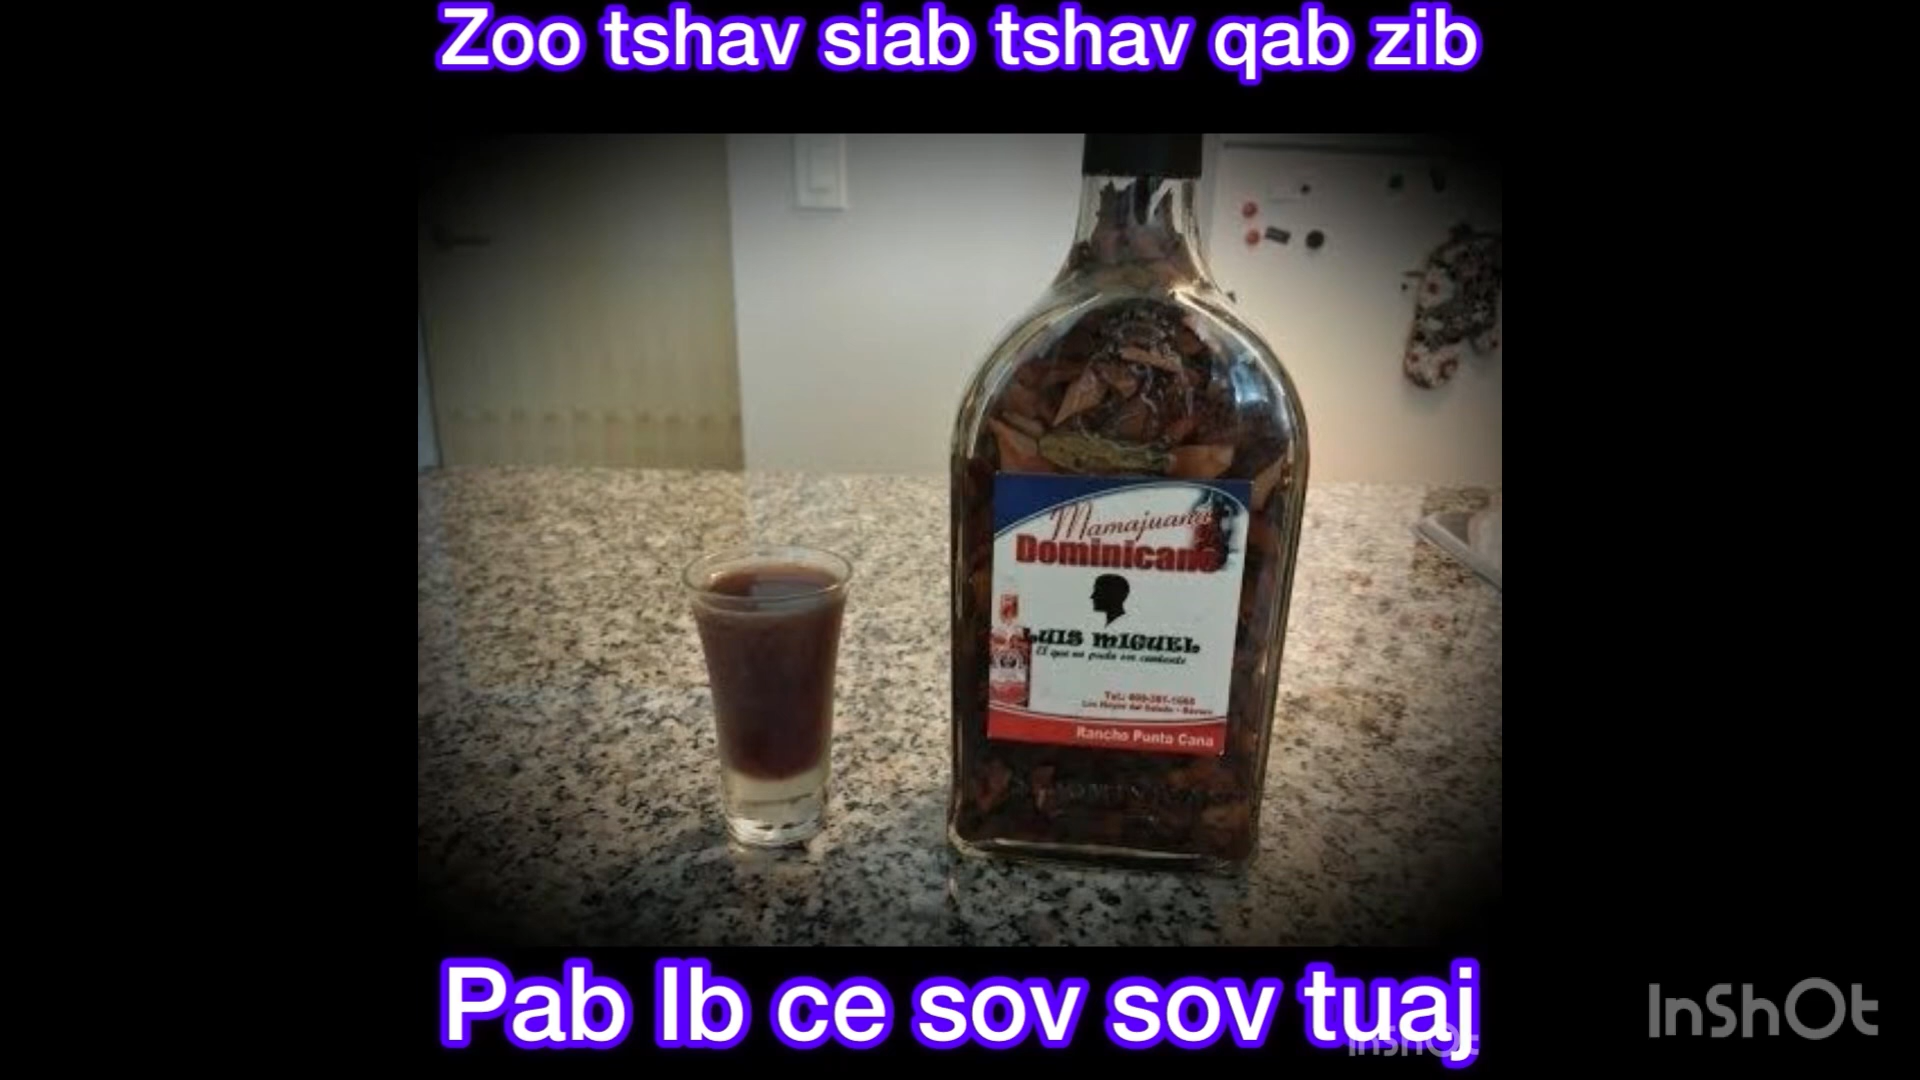 Zoo tshav siab tshav qab zib
Mamajuana
Dominicana
LUIS MIGUEL
Rancho Punta Cana
Pab Ib ce sov sov tuaj
InShOt
InShOt